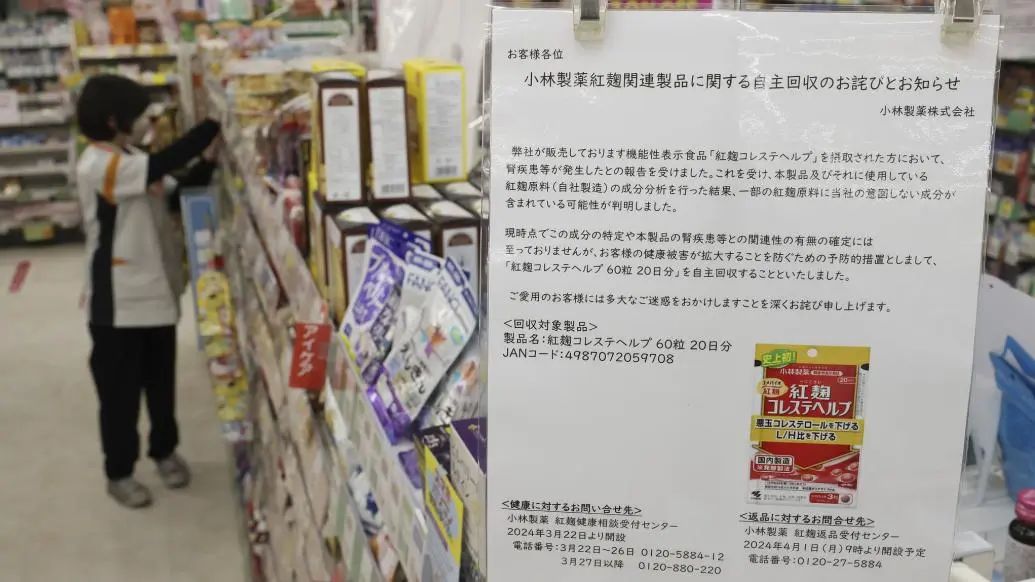 お客様各位
小林製薬紅麹関連製品に関する自主回収のお詫びとお知らせ
小林製薬株式会社
弊社が販売しております機能性表示食品「紅麹コレステヘルプ」を摂取された方において、
腎疾患等が発生したとの報告を受けました。これを受け、本製品及びそれに使用している
紅麹原料(自社製造)の成分分析を行った結果、一部の紅麹原料に当社の意図しない成分が
含まれている可能性が判明しました。
現時点でこの成分の特定や本製品の腎疾患等との関連性の有無の確定には
至っておりませんが、お客様の健康被害が拡大することを防ぐための予防的措置としまして、
「紅麹コレステヘルプ 60粒 20日分」を自主回収することといたしました。
ご愛用のお客様には多大なご迷惑をおかけしますことを深くお詫び申し上げます。
<回収対象製品>
製品名:紅麹コレステヘルプ 60粒 20日分
JANコード:4987072059708
史上初!
小林製薬
20日分
紅麹
コレステヘルプ
悪玉コレステロールを下げる
L/H比を下げる
国内製造
米発酵製法
<健康に対するお問い合せ先>
小林製薬 紅麹健康相談受付センター
2024年3月22日より開設
電話番号:3月22日~26日 0120-5884-12
3月27日以降 0120-880-220
<返品に対するお問合せ先>
小林製薬 紅麹返品受付センター
2024年4月1日(月)9時より開設予定
電話番号:0120-27-5884
アイケア
FANCL